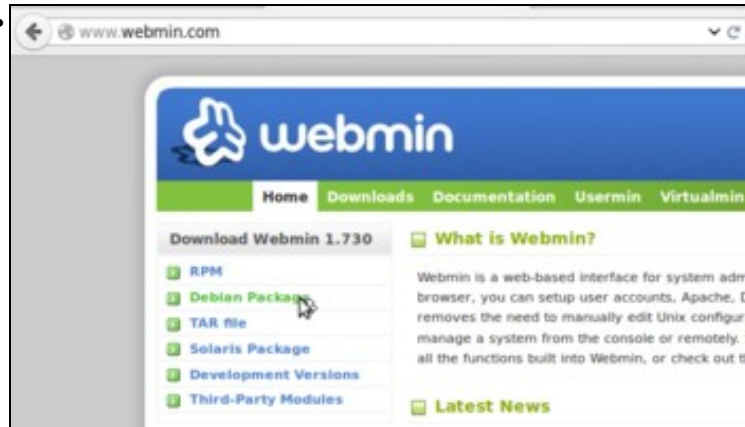 www.webmin.com
webmin
Home Downloads Documentation Usermin Virtualmin
Download Webmin 1.730
RPM
Debian Package
TAR file
Solaris Package
Development Versions
Third-Party Modules
What is Webmin?
Webmin is a web-based interface for system adm
browser, you can setup user accounts, Apache, D
removes the need to manually edit Unix configur
manage a system from the console or remotely.
all the functions built into Webmin, or check out th
Latest News